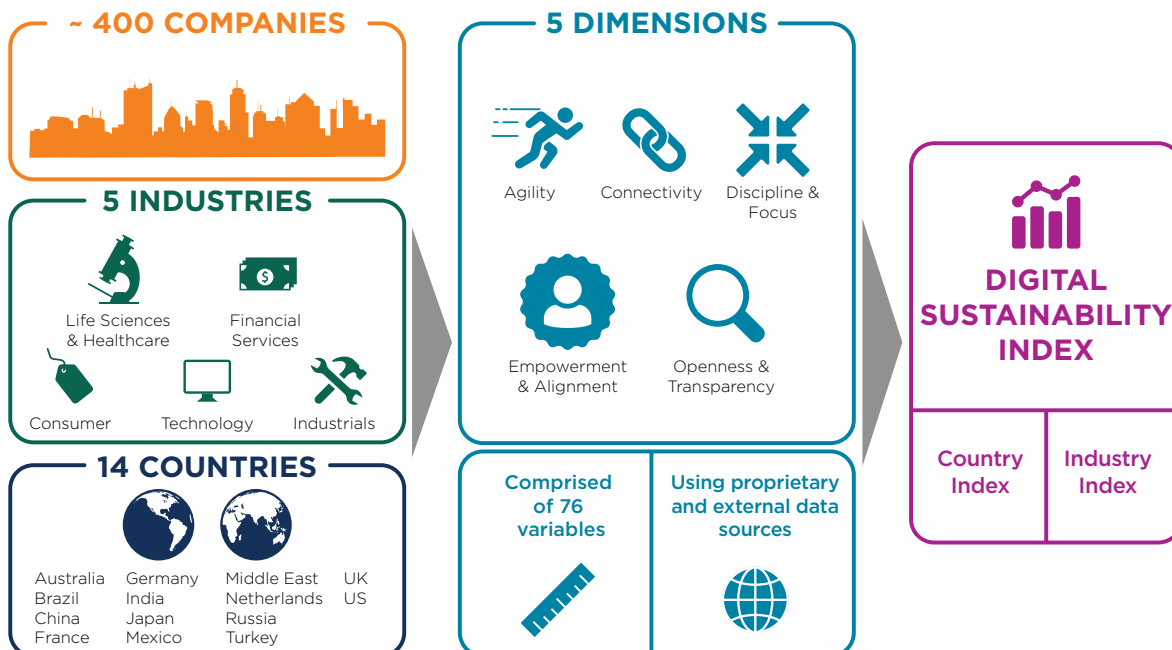 ~ 400 COMPANIES
5 INDUSTRIES
$
Life Sciences
& Healthcare
Financial
Services
Consumer
Technology
Industrials
14 COUNTRIES
Australia
Brazil
China
France
Germany
India
Japan
Mexico
Middle East
Netherlands
Russia
Turkey
UK
US
5 DIMENSIONS
Agility
Connectivity
Discipline &
Focus
Empowerment
& Alignment
Openness &
Transparency
Comprised
of 76
variables
Using proprietary
and external data
sources
DIGITAL
SUSTAINABILITY
INDEX
Country
Index
Industry
Index